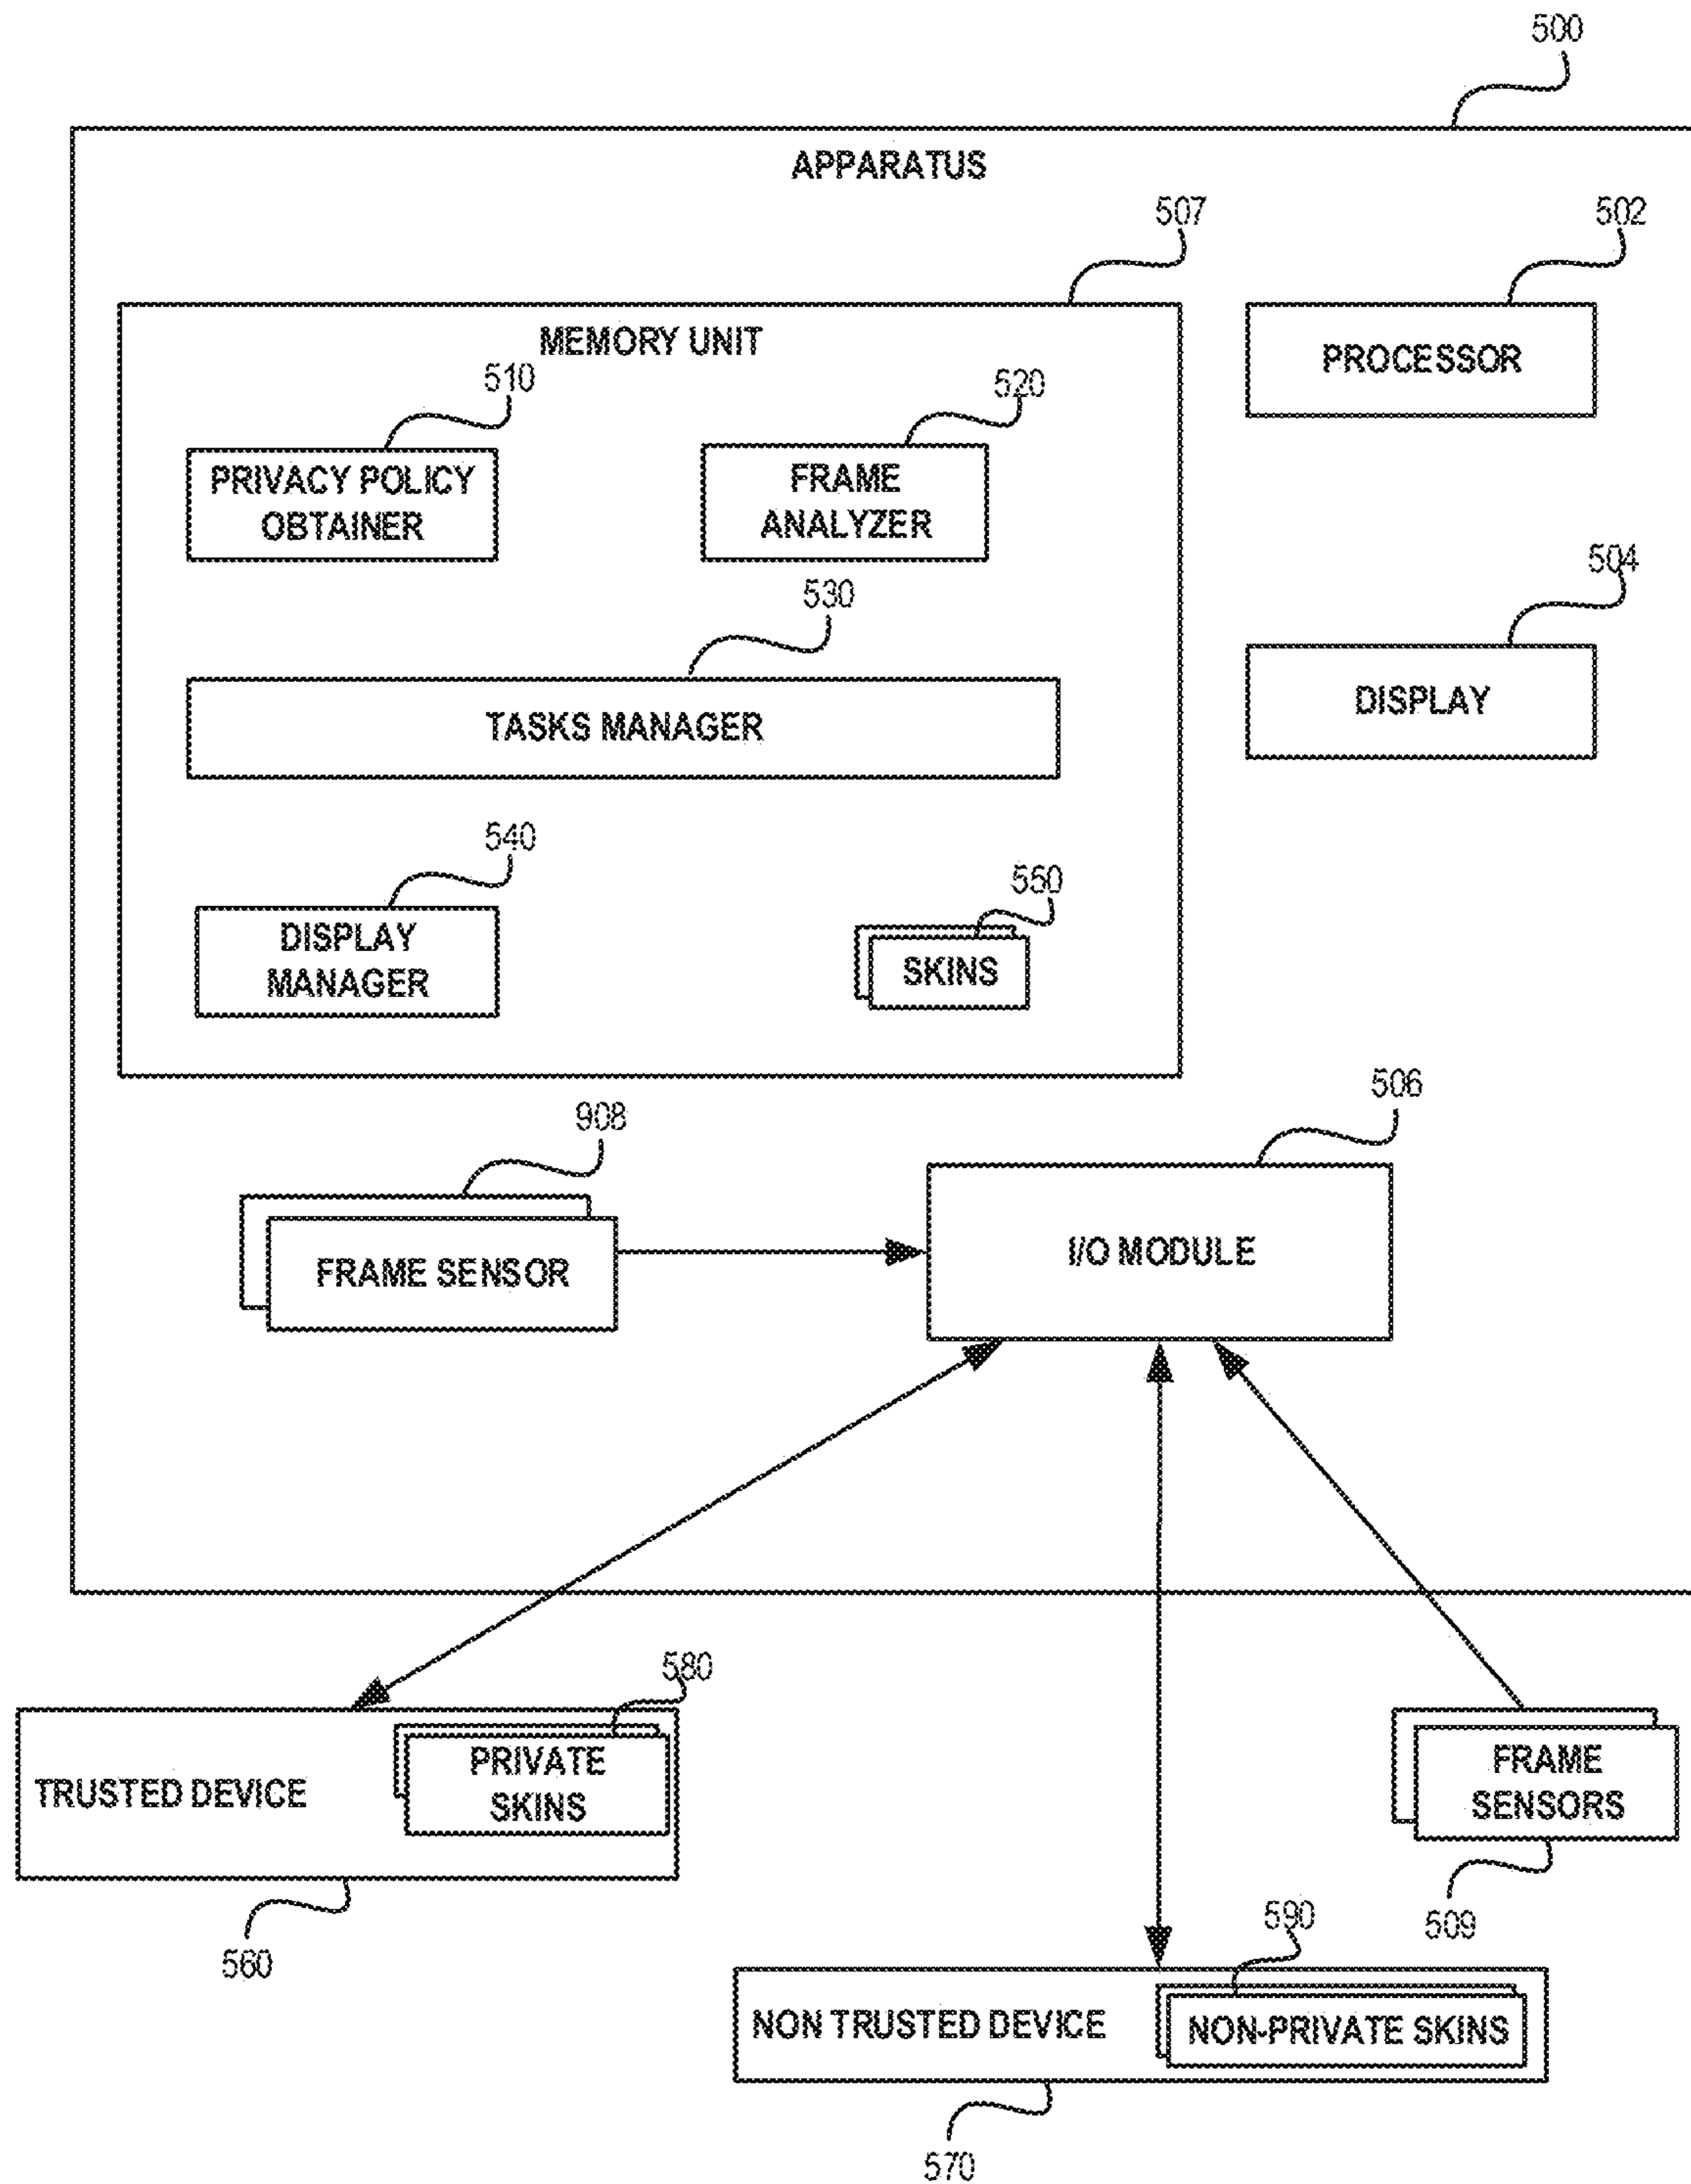 500
APPARATUS
507
502
MEMORY UNIT
PROCESSOR
510
520
PRIVACY POLICY
OBTAINER
FRAME
ANALYZER
504
530
TASKS MANAGER
DISPLAY
540
550
DISPLAY
MANAGER
SKINS
506
908
FRAME SENSOR
I/O MODULE
580
TRUSTED DEVICE
PRIVATE
SKINS
FRAME
SENSORS
560
590
509
NON TRUSTED DEVICE
NON-PRIVATE SKINS
570